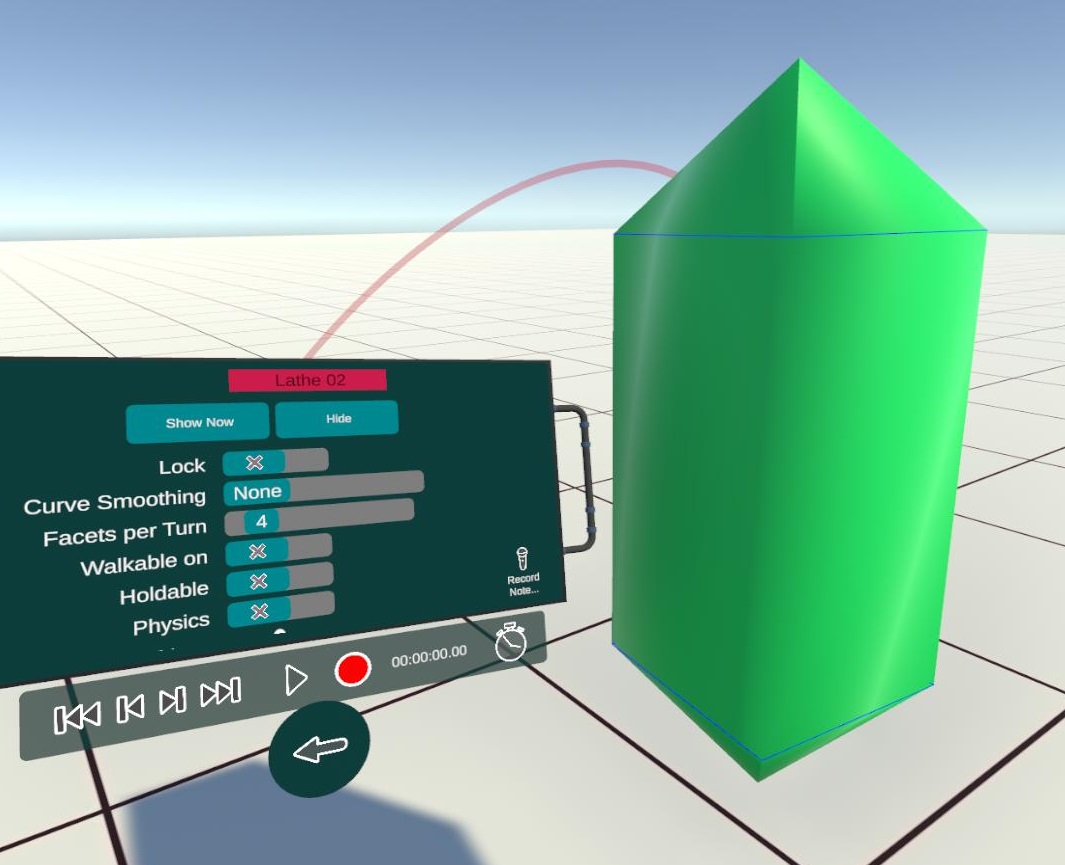 Lathe 02
Show Now
Hide
Lock
Curve Smoothing None
Facets per Turn 4
Walkable on
Holdable
Physics
Record
Note...
00:00:00.00